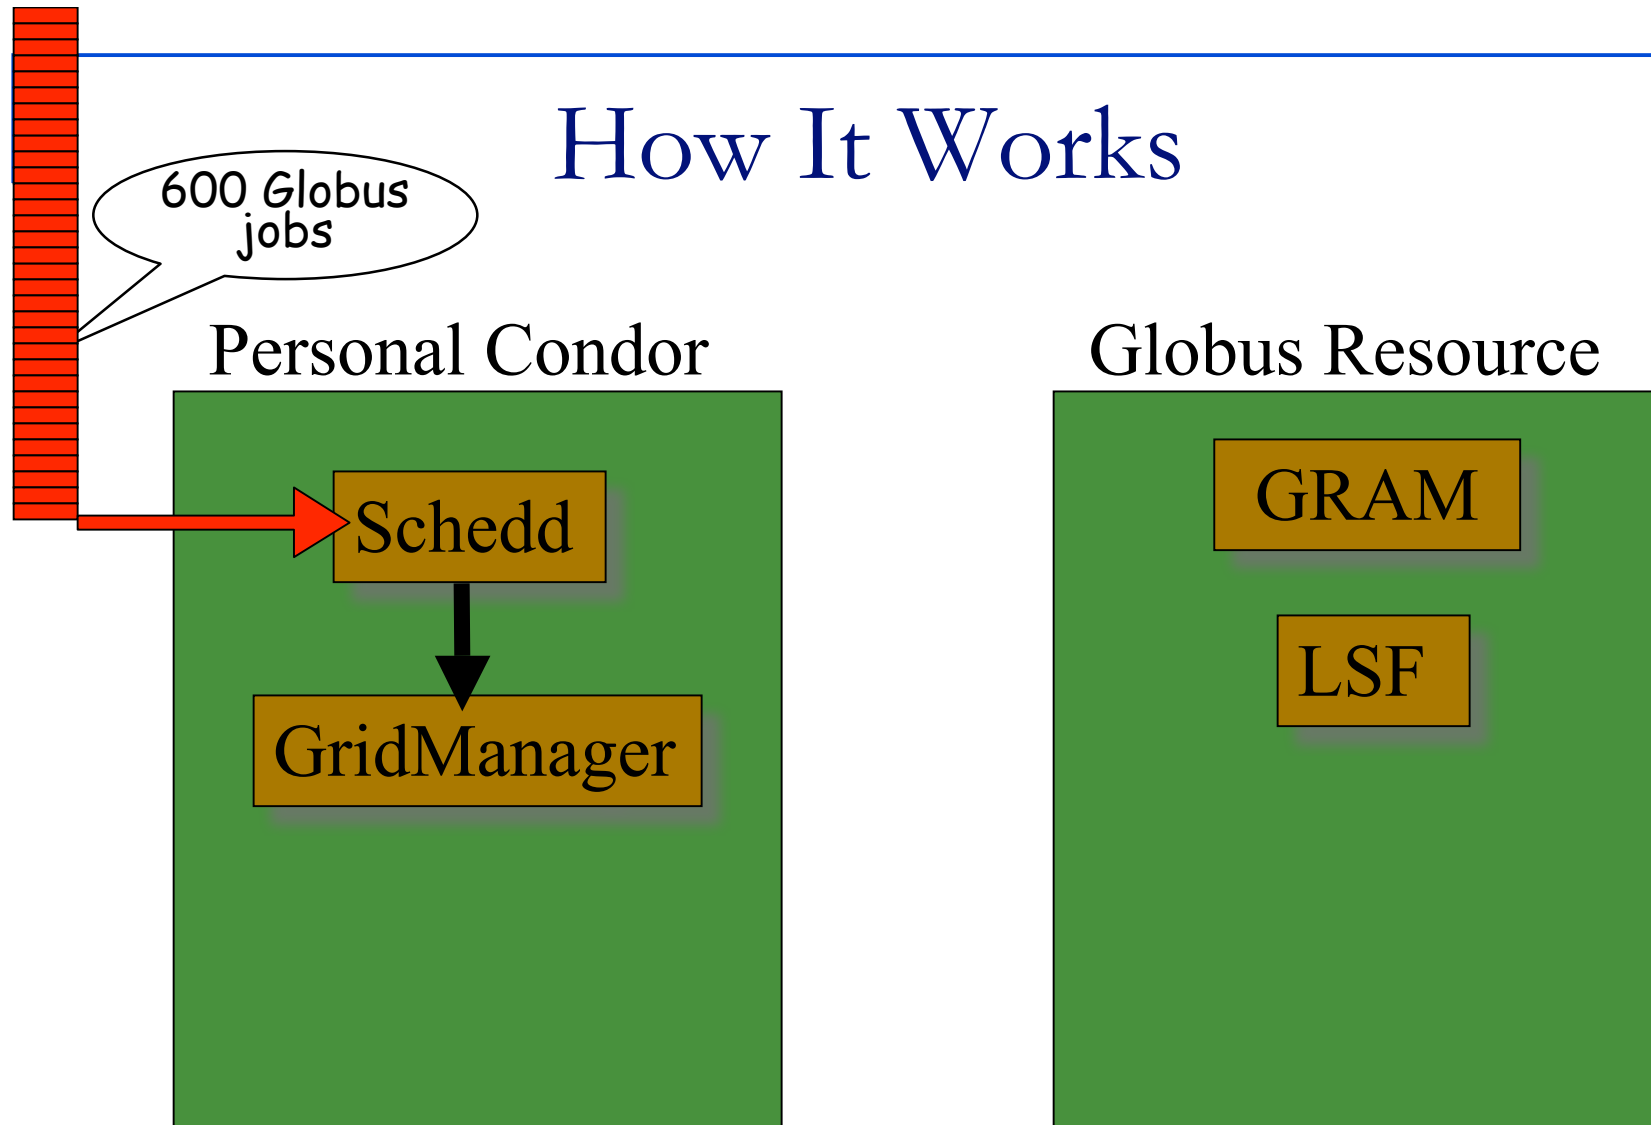 How It Works
600 Globus
jobs
Personal Condor
Globus Resource
Schedd
GRAM
LSF
GridManager